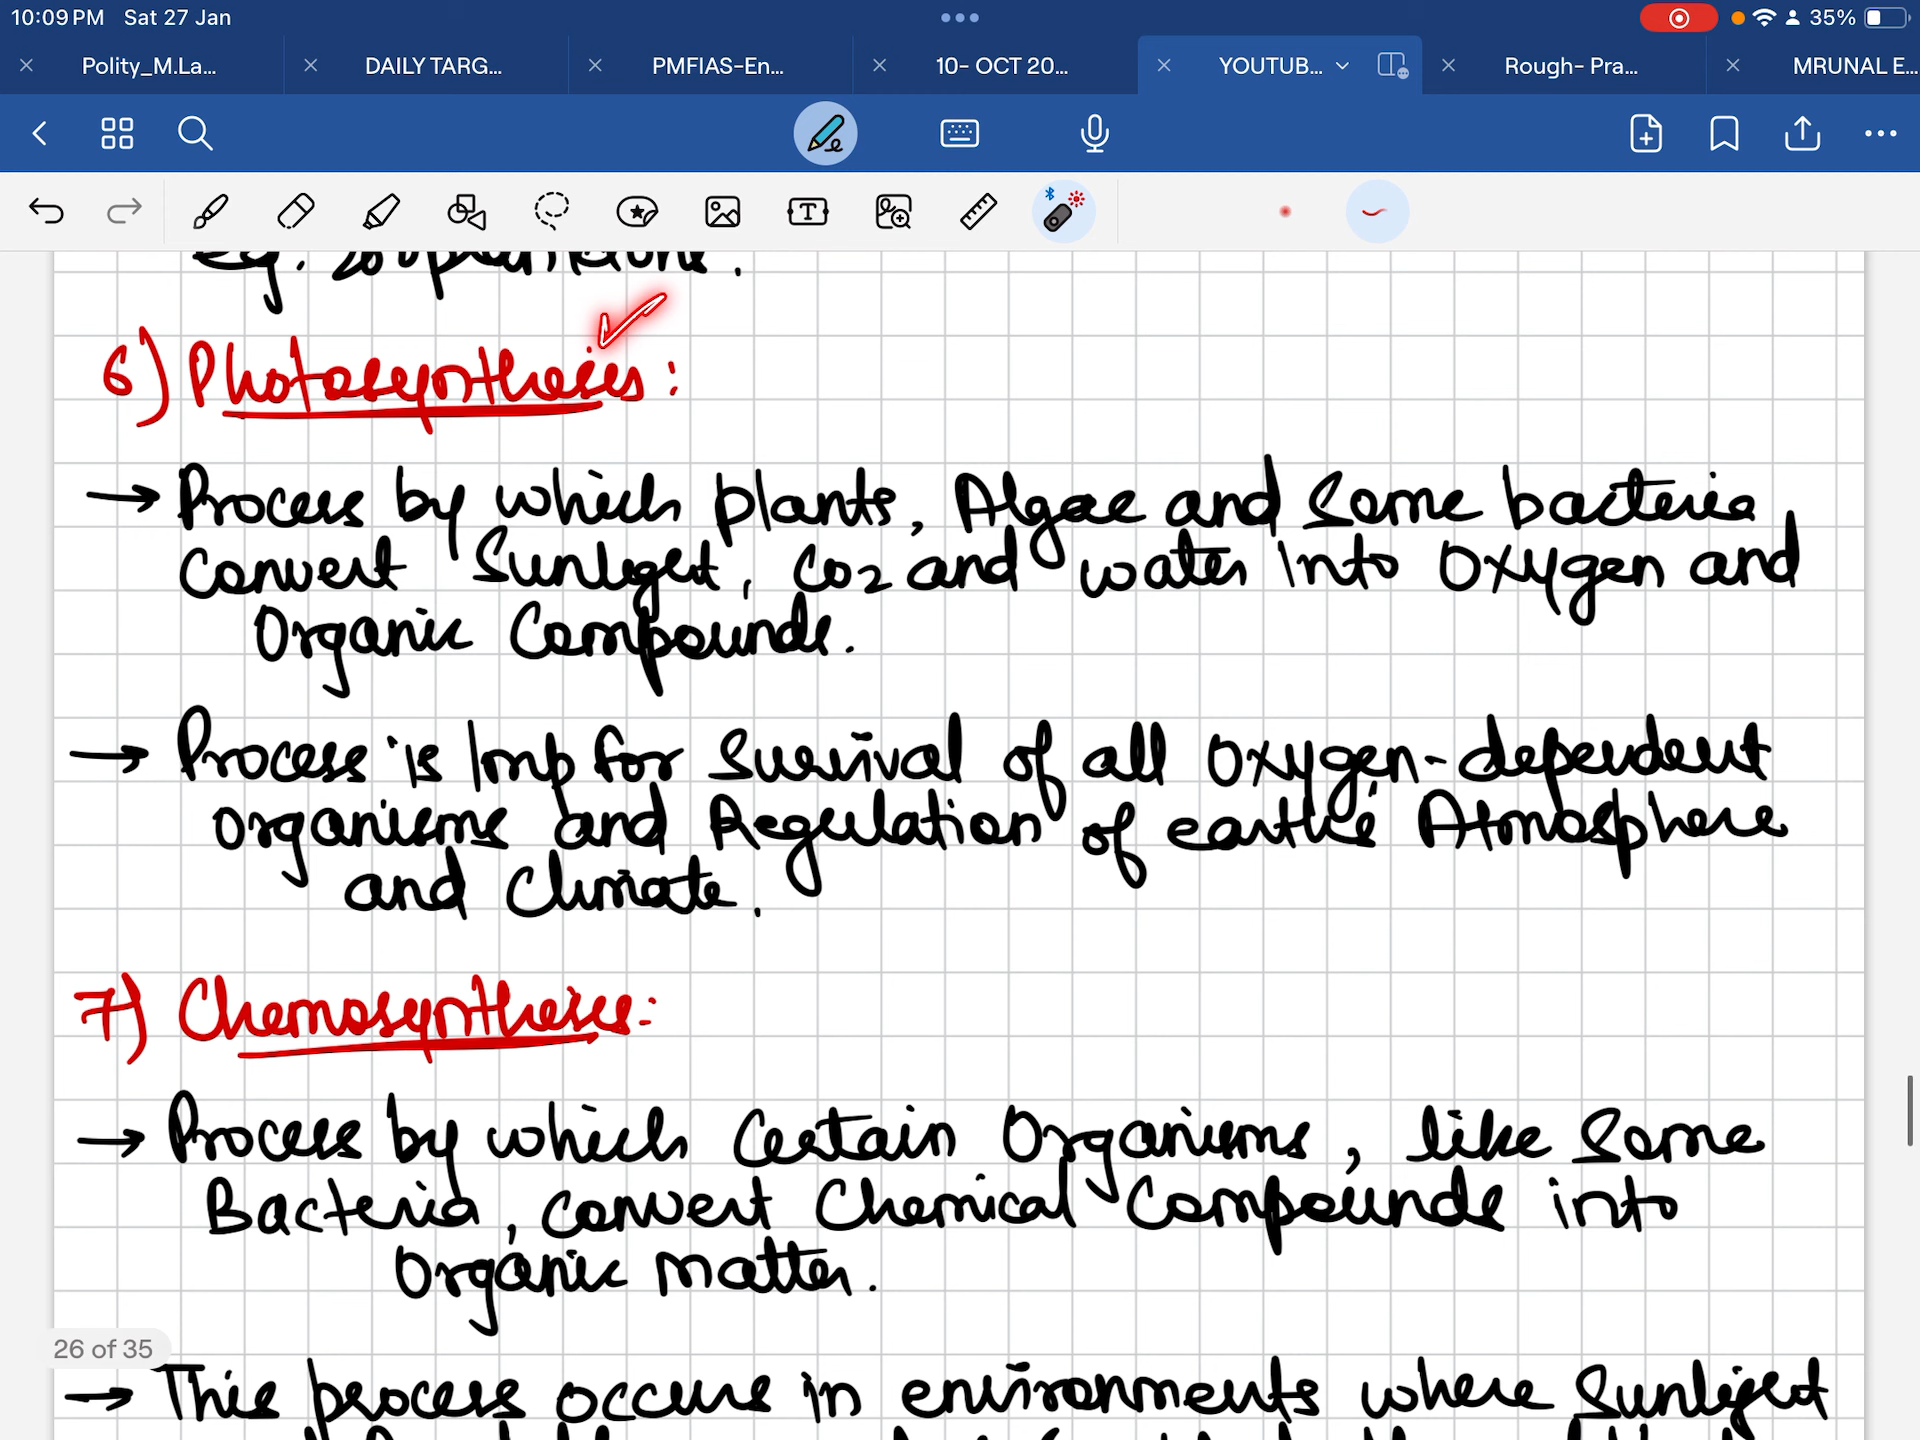 10:09 PM Sat 27 Jan
35%
Polity_M.La...
DAILY TARG...
PMFIAS-En...
10- OCT 20...
YOUTUB...
Rough- Pra...
MRUNAL E...
eg.
6) Photosynthesis:
→ Process by which plants, Algae and Some bacteria
Convert Sunlight, CO2 and water into Oxygen and
Organic Compounds.
→ Process is Imp for Survival of all Oxygen-dependent
Organisms and Regulation of earth's Atmosphere
and Climate.
7) Chemosynthesis:
→ Process by which Certain Organisms, like Some
Bacteria, convert Chemical Compounds into
Organic matter.
26 of 35
→ This process occurs in environments where Sunlight